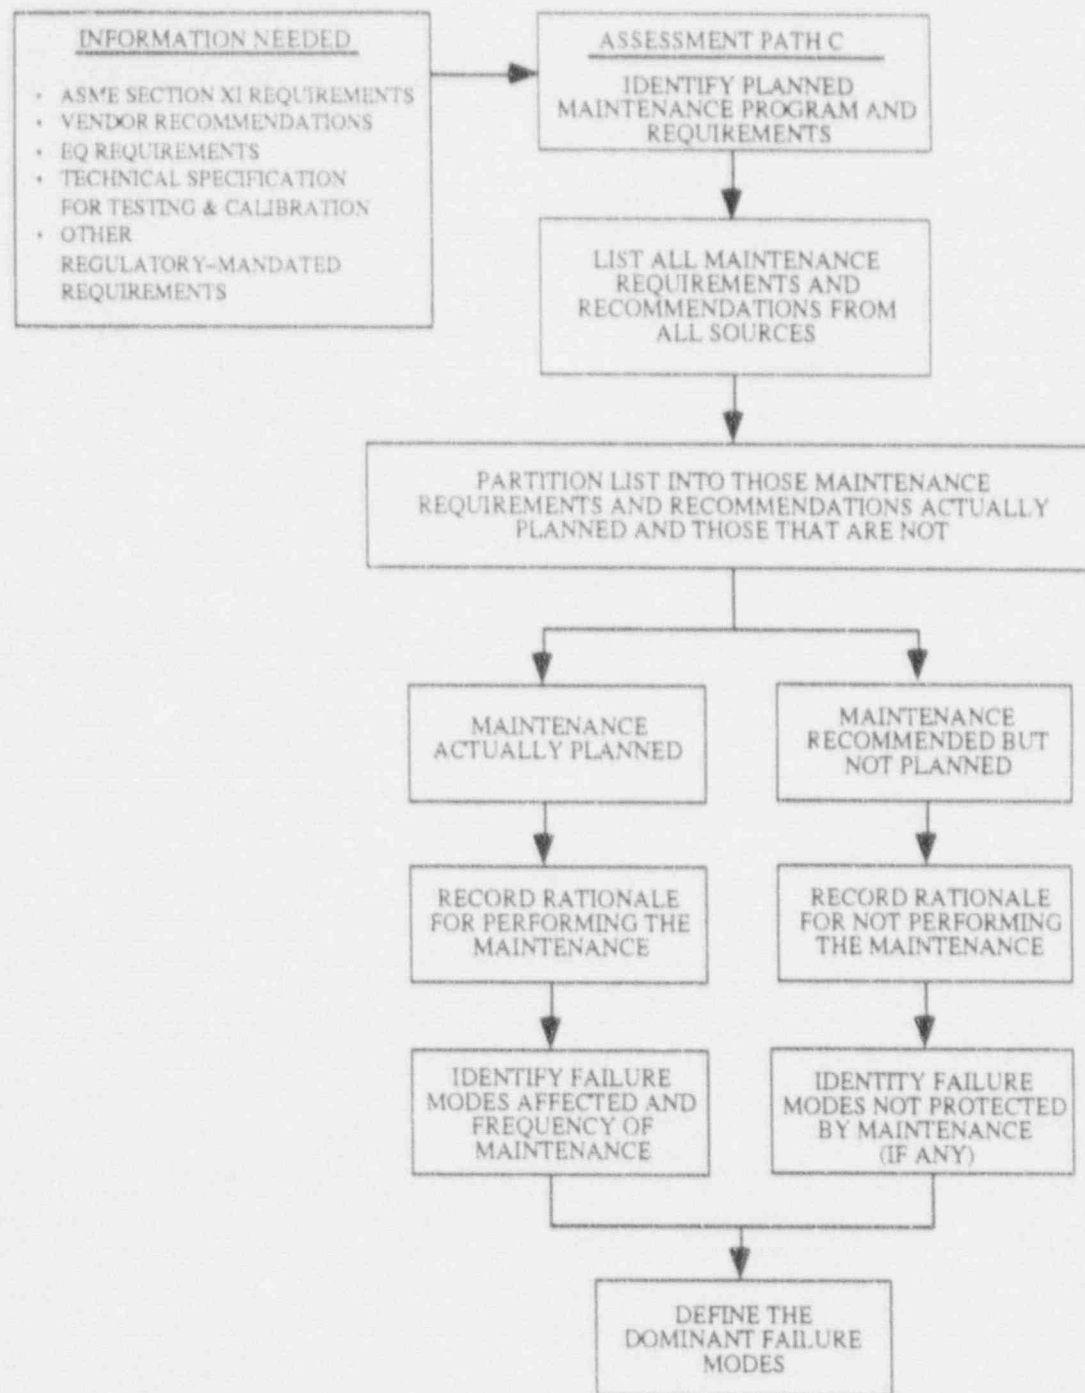 INFORMATION NEEDED
• ASME SECTION XI REQUIREMENTS
• VENDOR RECOMMENDATIONS
• EQ REQUIREMENTS
• TECHNICAL SPECIFICATION
FOR TESTING & CALIBRATION
• OTHER
REGULATORY-MANDATED
REQUIREMENTS
ASSESSMENT PATH C
IDENTIFY PLANNED
MAINTENANCE PROGRAM AND
REQUIREMENTS
LIST ALL MAINTENANCE
REQUIREMENTS AND
RECOMMENDATIONS FROM
ALL SOURCES
PARTITION LIST INTO THOSE MAINTENANCE
REQUIREMENTS AND RECOMMENDATIONS ACTUALLY
PLANNED AND THOSE THAT ARE NOT
MAINTENANCE
ACTUALLY PLANNED
MAINTENANCE
RECOMMENDED BUT
NOT PLANNED
RECORD RATIONALE
FOR PERFORMING THE
MAINTENANCE
RECORD RATIONALE
FOR NOT PERFORMING
THE MAINTENANCE
IDENTIFY FAILURE
MODES AFFECTED AND
FREQUENCY OF
MAINTENANCE
IDENTITY FAILURE
MODES NOT PROTECTED
BY MAINTENANCE
(IF ANY)
DEFINE THE
DOMINANT FAILURE
MODES